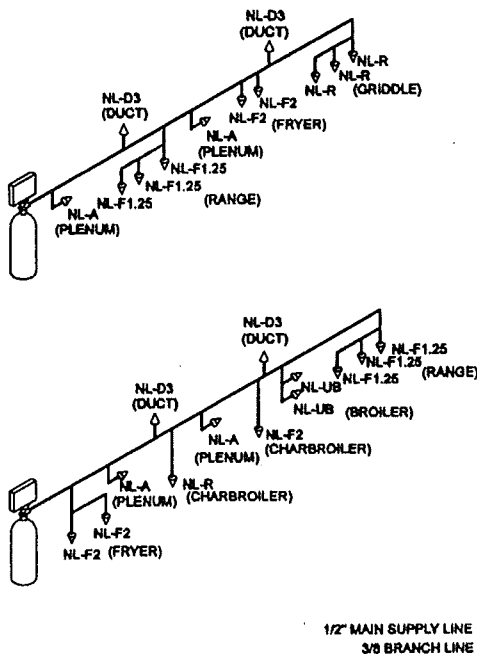 NL-D3
(DUCT)
NL-R
NL-R
NL-R
(GRIDDLE)
NL-D3
(DUCT)
NL-F2
NL-F2
(FRYER)
NL-A
(PLENUM)
NL-F1.25
NL-F1.25
NL-F1.25
(RANGE)
NL-A
(PLENUM)
NL-D3
(DUCT)
NL-F1.25
NL-F1.25
NL-F1.25
(RANGE)
NL-D3
(DUCT)
NL-UB
NL-UB
(BROILER)
NL-A
(PLENUM)
NL-F2
(CHARBROILER)
NL-A
(PLENUM)
NL-R
(CHARBROILER)
NL-F2
NL-F2
(FRYER)
1/2" MAIN SUPPLY LINE
3/8 BRANCH LINE